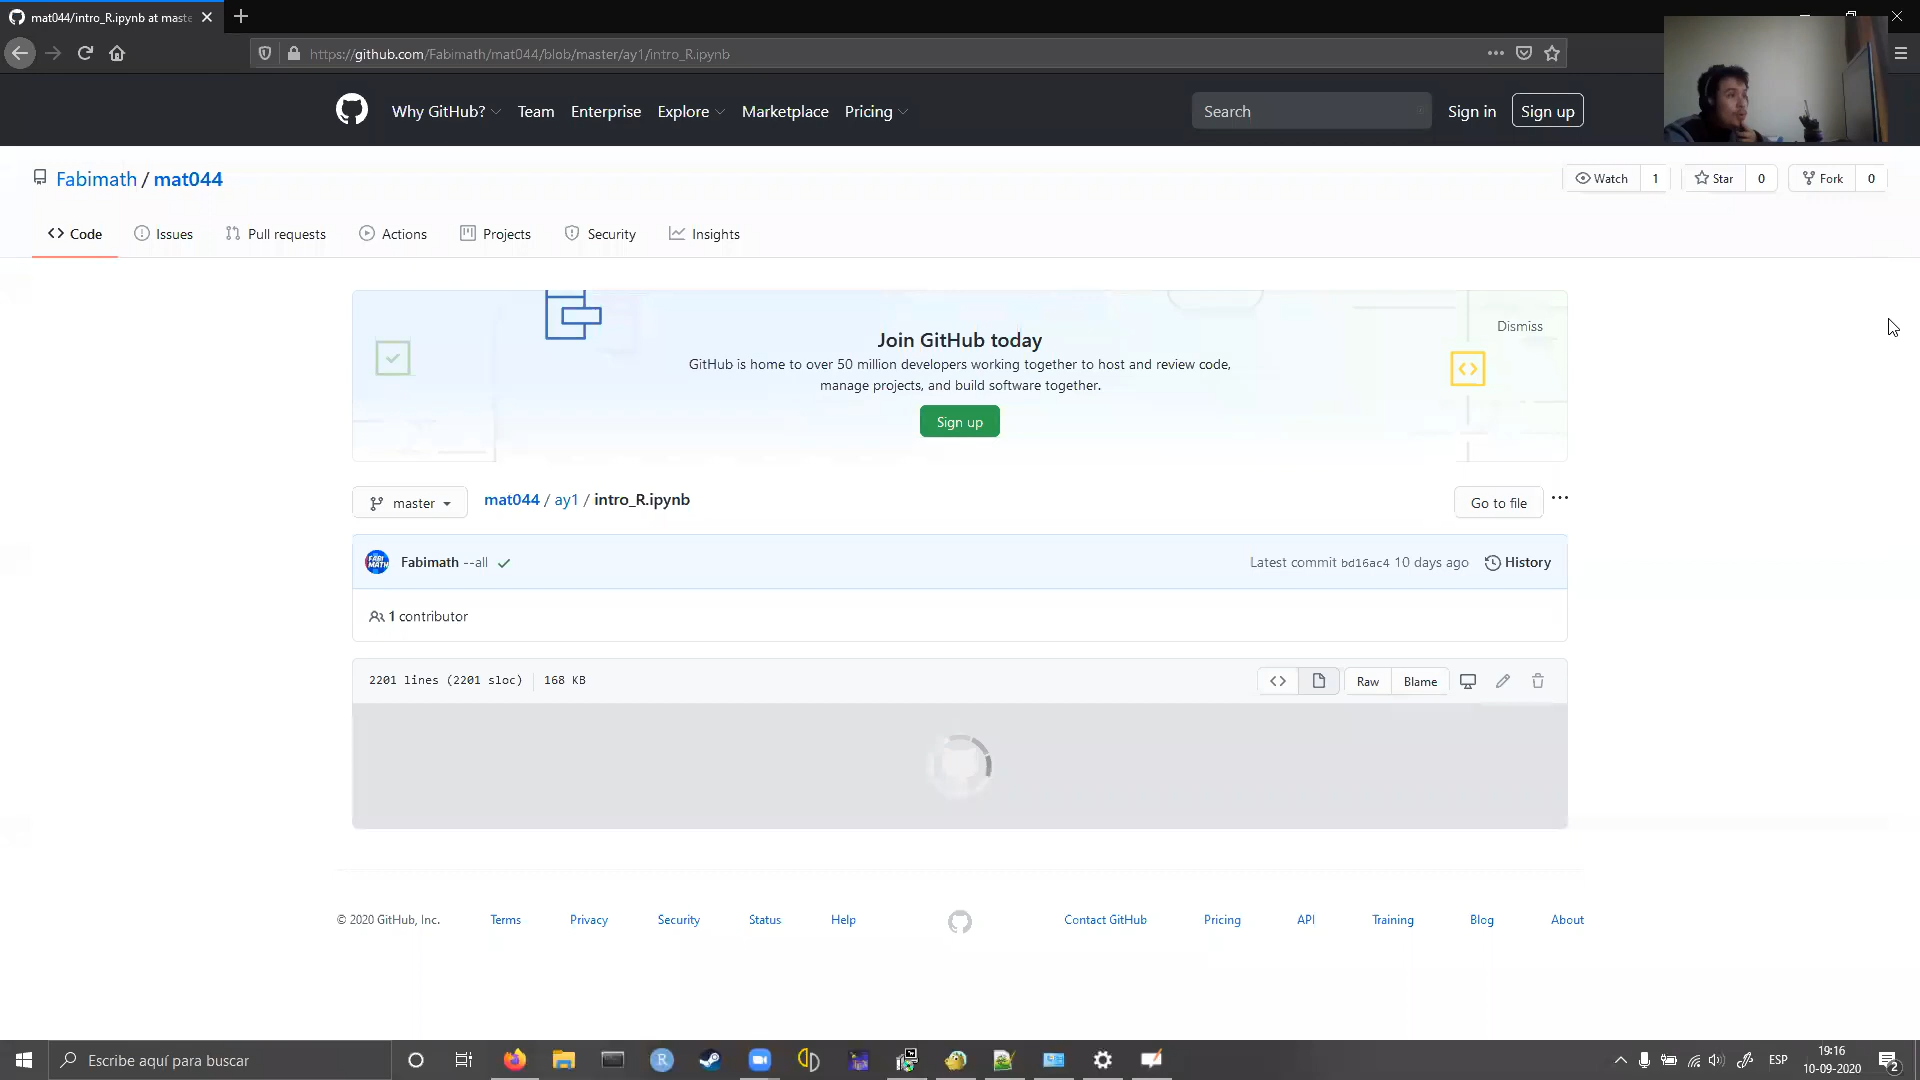 mat044/intro_R.ipynb at maste
https://github.com/Fabimath/mat044/blob/master/ay1/intro_R.ipynb
Why GitHub? Team Enterprise Explore Marketplace Pricing Search Sign in Sign up
Fabimath / mat044
Watch 1 Star 0 Fork 0
Code Issues Pull requests Actions Projects Security Insights
Join GitHub today
Dismiss
GitHub is home to over 50 million developers working together to host and review code,
manage projects, and build software together.
Sign up
master mat044 / ay1 / intro_R.ipynb Go to file
FABI MATH Fabimath --all Latest commit bd16ac4 10 days ago History
1 contributor
2201 lines (2201 sloc) 168 KB Raw Blame
© 2020 GitHub, Inc. Terms Privacy Security Status Help Contact GitHub Pricing API Training Blog About
Escribe aquí para buscar ESP 19:16
10-09-2020 2